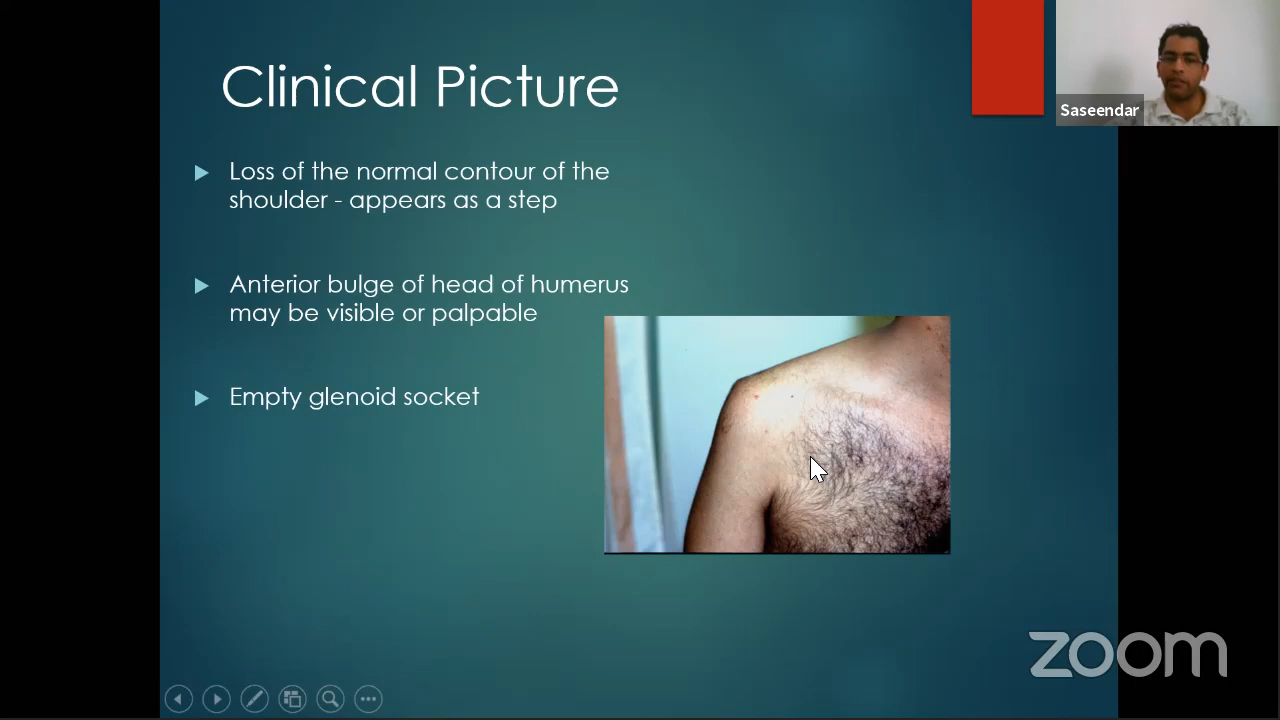 Clinical Picture
Saseendar
Loss of the normal contour of the
shoulder - appears as a step
Anterior bulge of head of humerus
may be visible or palpable
Empty glenoid socket
zoom